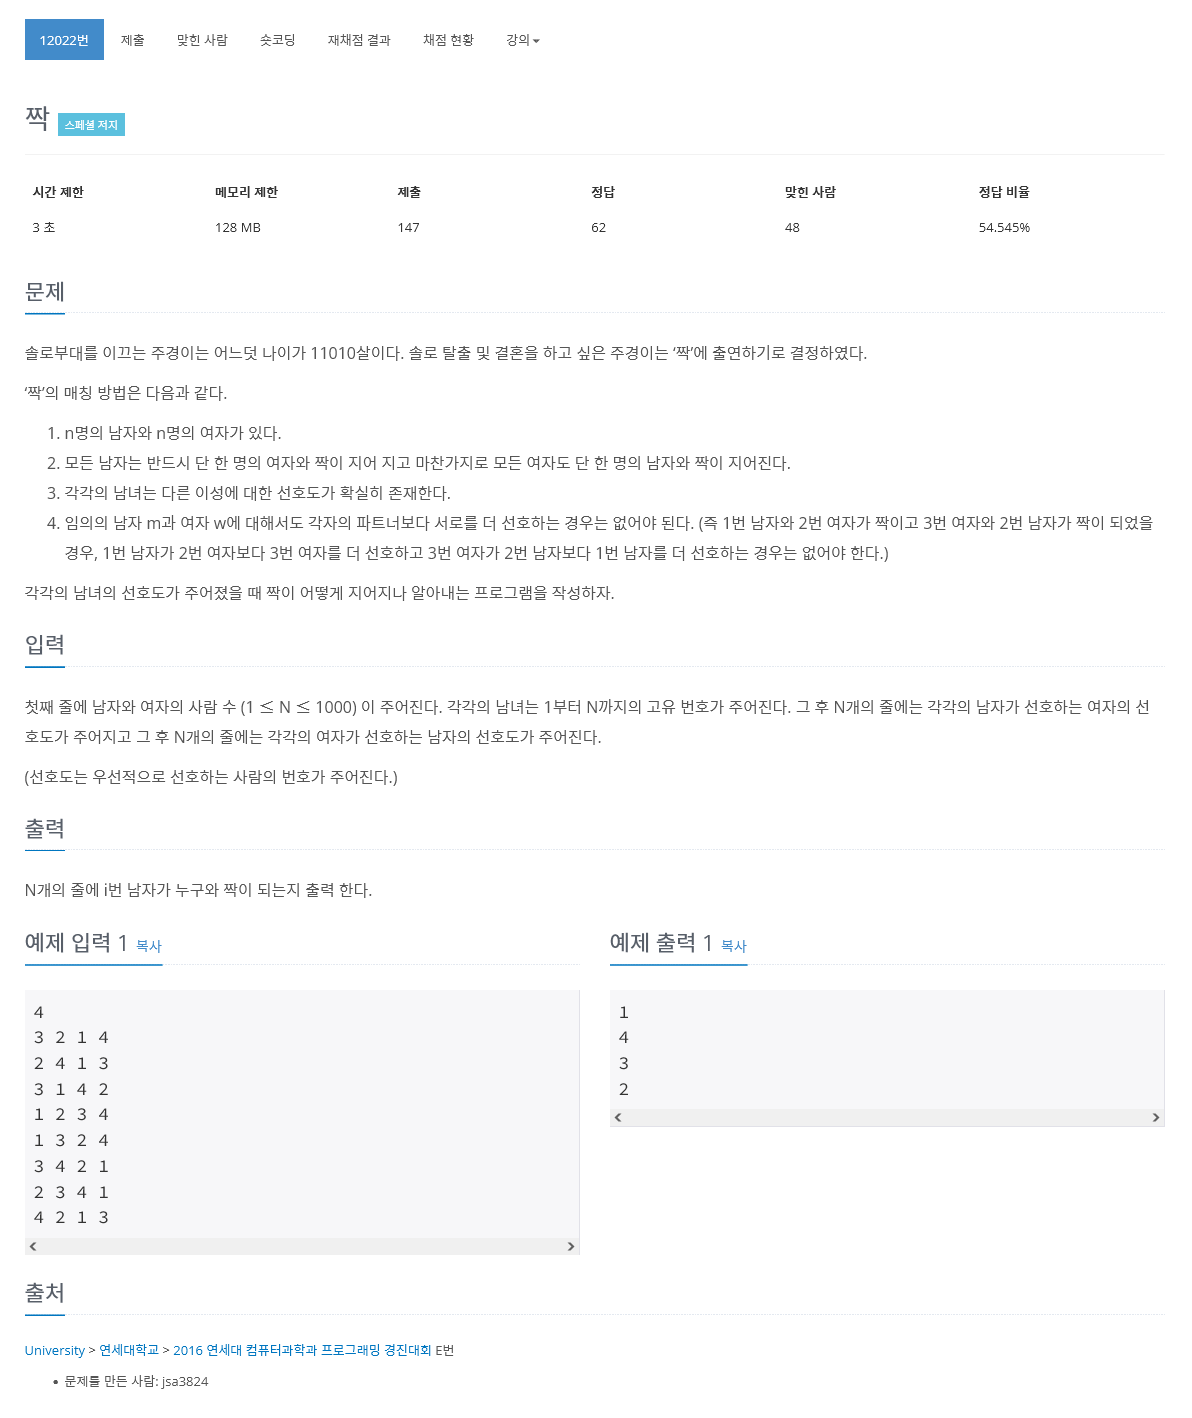 12022번 제출 맞힌 사람 숏코딩 재채점 결과 채점 현황 강의
짝 스페셜 저지
시간 제한 메모리 제한 제출 정답 맞힌 사람 정답 비율
3 초 128 MB 147 62 48 54.545%
문제
솔로부대를 이끄는 주경이는 어느덧 나이가 11010살이다. 솔로 탈출 및 결혼을 하고 싶은 주경이는 ‘짝’에 출연하기로 결정하였다.
‘짝’의 매칭 방법은 다음과 같다.
1. n명의 남자와 n명의 여자가 있다.
2. 모든 남자는 반드시 단 한 명의 여자와 짝이 지어 지고 마찬가지로 모든 여자도 단 한 명의 남자와 짝이 지어진다.
3. 각각의 남녀는 다른 이성에 대한 선호도가 확실히 존재한다.
4. 임의의 남자 m과 여자 w에 대해서도 각자의 파트너보다 서로를 더 선호하는 경우는 없어야 된다. (즉 1번 남자와 2번 여자가 짝이고 3번 여자와 2번 남자가 짝이 되었을
경우, 1번 남자가 2번 여자보다 3번 여자를 더 선호하고 3번 여자가 2번 남자보다 1번 남자를 더 선호하는 경우는 없어야 한다.)
각각의 남녀의 선호도가 주어졌을 때 짝이 어떻게 지어지나 알아내는 프로그램을 작성하자.
입력
첫째 줄에 남자와 여자의 사람 수 (1 ≤ N ≤ 1000) 이 주어진다. 각각의 남녀는 1부터 N까지의 고유 번호가 주어진다. 그 후 N개의 줄에는 각각의 남자가 선호하는 여자의 선
호도가 주어지고 그 후 N개의 줄에는 각각의 여자가 선호하는 남자의 선호도가 주어진다.
(선호도는 우선적으로 선호하는 사람의 번호가 주어진다.)
출력
N개의 줄에 i번 남자가 누구와 짝이 되는지 출력 한다.
예제 입력 1 복사
4
3 2 1 4
2 4 1 3
3 1 4 2
1 2 3 4
1 3 2 4
3 4 2 1
2 3 4 1
4 2 1 3
예제 출력 1 복사
1
4
3
2
출처
University > 연세대학교 > 2016 연세대 컴퓨터과학과 프로그래밍 경진대회 E번
• 문제를 만든 사람: jsa3824